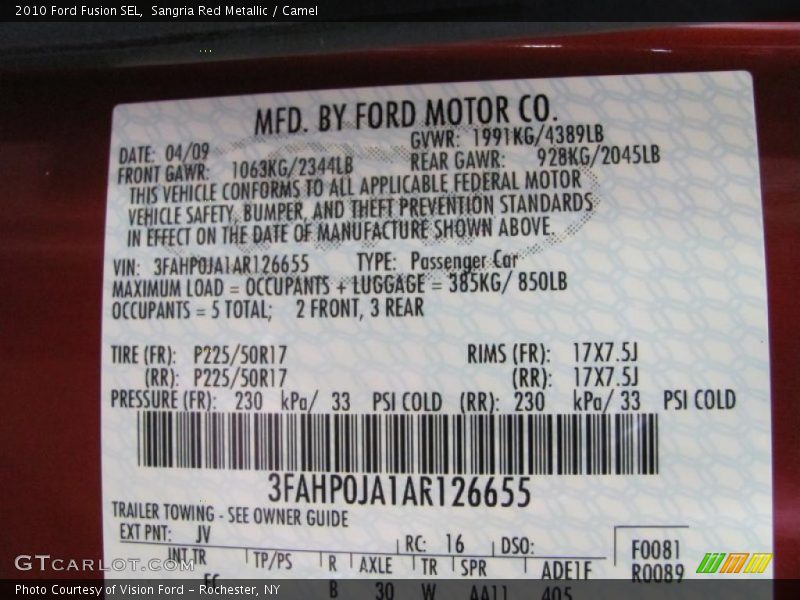 2010 Ford Fusion SEL,  Sangria Red Metallic / Camel
MFD. BY FORD MOTOR CO.
DATE: 04/09 GVWR: 1991KG/4389LB
FRONT GAWR: 1063KG/2344LB REAR GAWR: 928KG/2045LB
THIS VEHICLE CONFORMS TO ALL APPLICABLE FEDERAL MOTOR
VEHICLE SAFETY, BUMPER, AND THEFT PREVENTION STANDARDS
IN EFFECT ON THE DATE OF MANUFACTURE SHOWN ABOVE.
VIN: 3FAHP0JA1AR126655 TYPE: Passenger Car
MAXIMUM LOAD = OCCUPANTS + LUGGAGE = 385KG/ 850LB
OCCUPANTS = 5 TOTAL; 2 FRONT, 3 REAR
TIRE (FR): P225/50R17 RIMS (FR): 17X7.5J
(RR): P225/50R17 (RR): 17X7.5J
PRESSURE (FR): 230 kPa/ 33 PSI COLD (RR): 230 kPa/ 33 PSI COLD
3FAHP0JA1AR126655
TRAILER TOWING - SEE OWNER GUIDE
EXT PNT: JV RC: 16 DSO: F0081
INT TR TP/PS R AXLE TR SPR ADE1F R0089
B 30 W AA11 405
GTCARLOT.COM
Photo Courtesy of Vision Ford - Rochester, NY